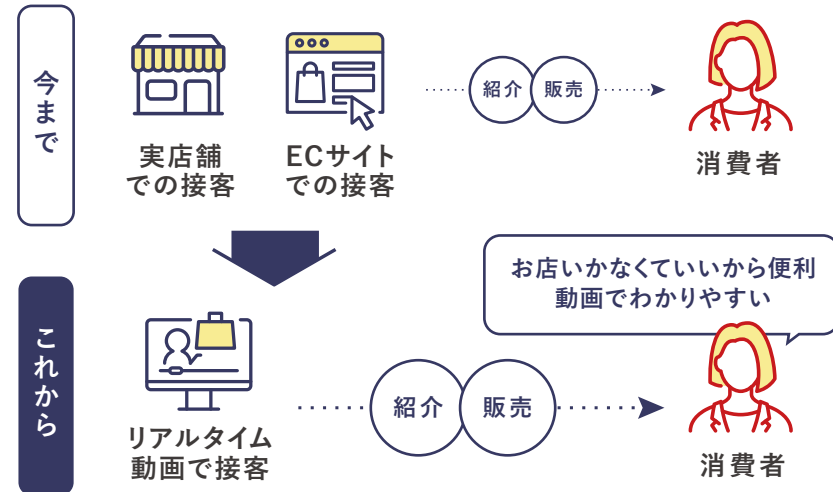 今まで
実店舗
での接客
ECサイト
での接客
紹介
販売
消費者
これから
リアルタイム
動画で接客
紹介
販売
お店いかなくていいから便利
動画でわかりやすい
消費者